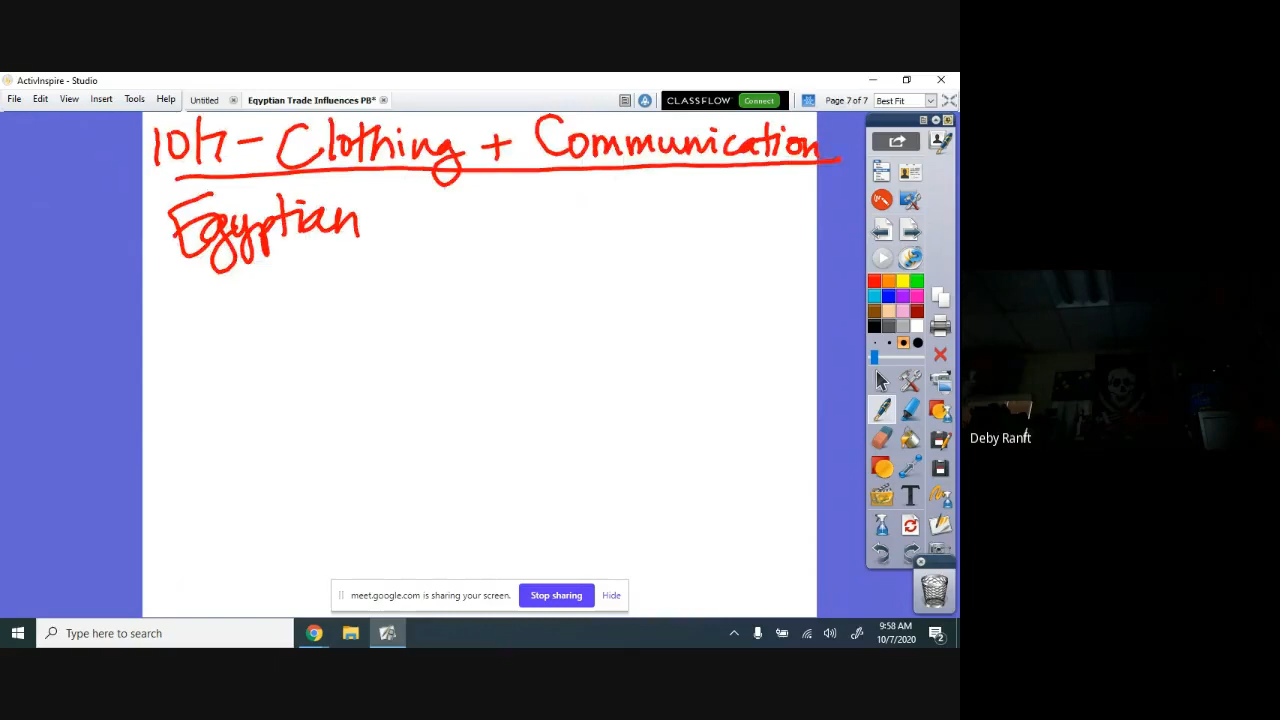 ActivInspire - Studio
File Edit View Insert Tools Help Untitled Egyptian Trade Influences PB* CLASSFLOW Connect Page 7 of 7 Best Fit
10/7 - Clothing + Communication
Egyptian
T
Deby Ranft
meet.google.com is sharing your screen. Stop sharing Hide
Type here to search
9:58 AM
10/7/2020
2